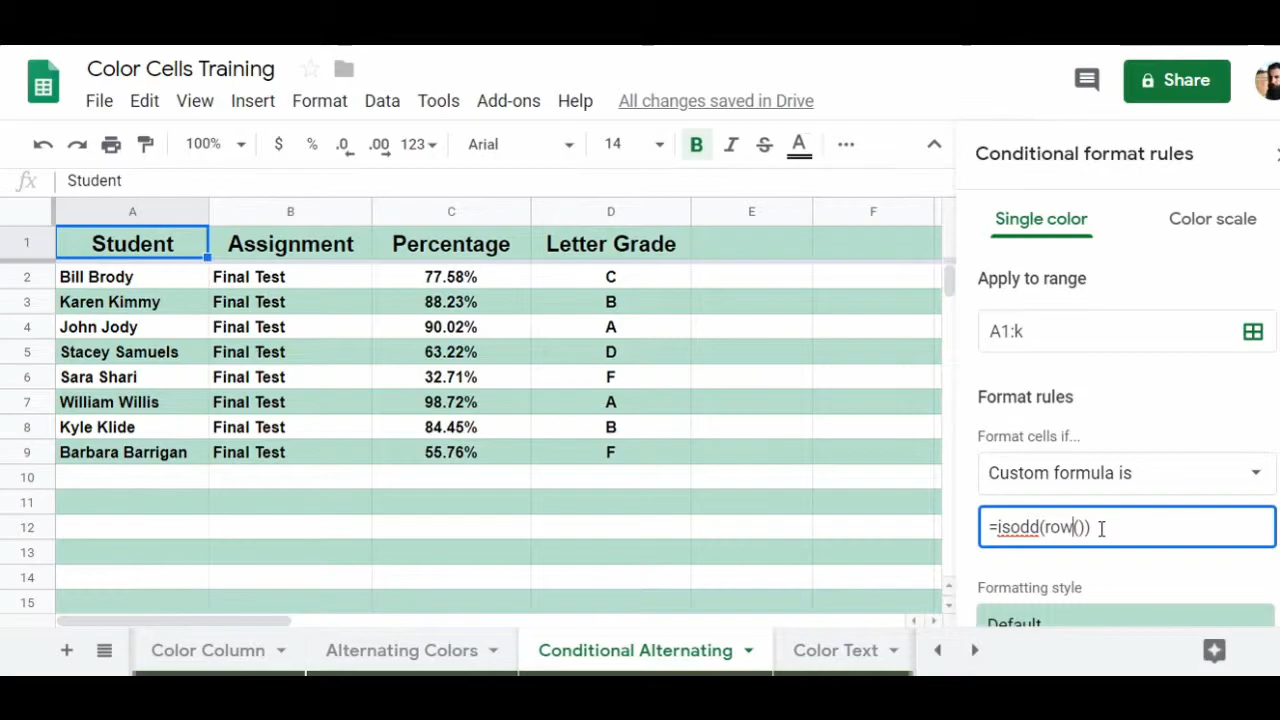 Color Cells Training
File Edit View Insert Format Data Tools Add-ons Help All changes saved in Drive
Share
100% $ % .0 .00 123 Arial 14 B I S A
fx Student
A B C D E F
1 Student Assignment Percentage Letter Grade
2 Bill Brody Final Test 77.58% C
3 Karen Kimmy Final Test 88.23% B
4 John Jody Final Test 90.02% A
5 Stacey Samuels Final Test 63.22% D
6 Sara Shari Final Test 32.71% F
7 William Willis Final Test 98.72% A
8 Kyle Klide Final Test 84.45% B
9 Barbara Barrigan Final Test 55.76% F
10
11
12
13
14
15
Color Column Alternating Colors Conditional Alternating Color Text
Conditional format rules
Single color Color scale
Apply to range
A1:k
Format rules
Format cells if...
Custom formula is
=isodd(row())
Formatting style
Default